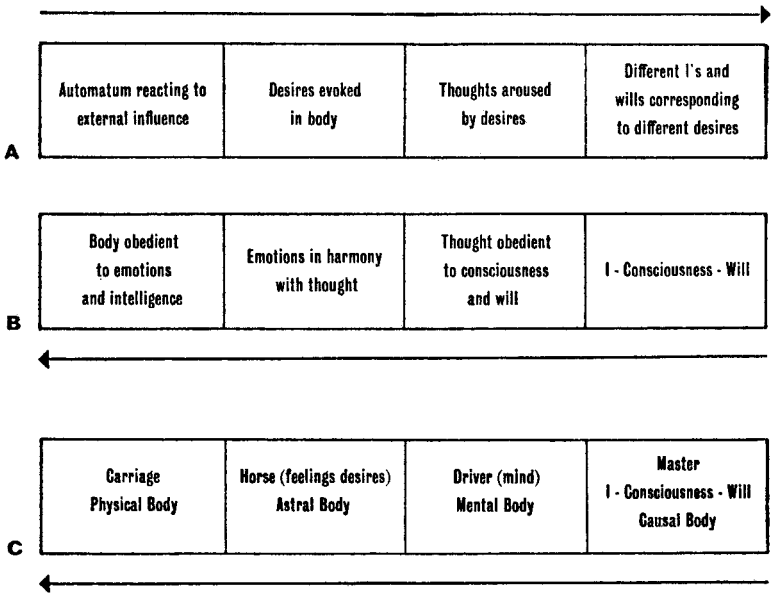 Automatum reacting to
external influence
Desires evoked
in body
Thoughts aroused
by desires
Different I's and
wills corresponding
to different desires
A
Body obedient
to emotions
and intelligence
Emotions in harmony
with thought
Thought obedient
to consciousness
and will
I - Consciousness - Will
B
Carriage
Physical Body
Horse (feelings desires)
Astral Body
Driver (mind)
Mental Body
Master
I - Consciousness - Will
Causal Body
C